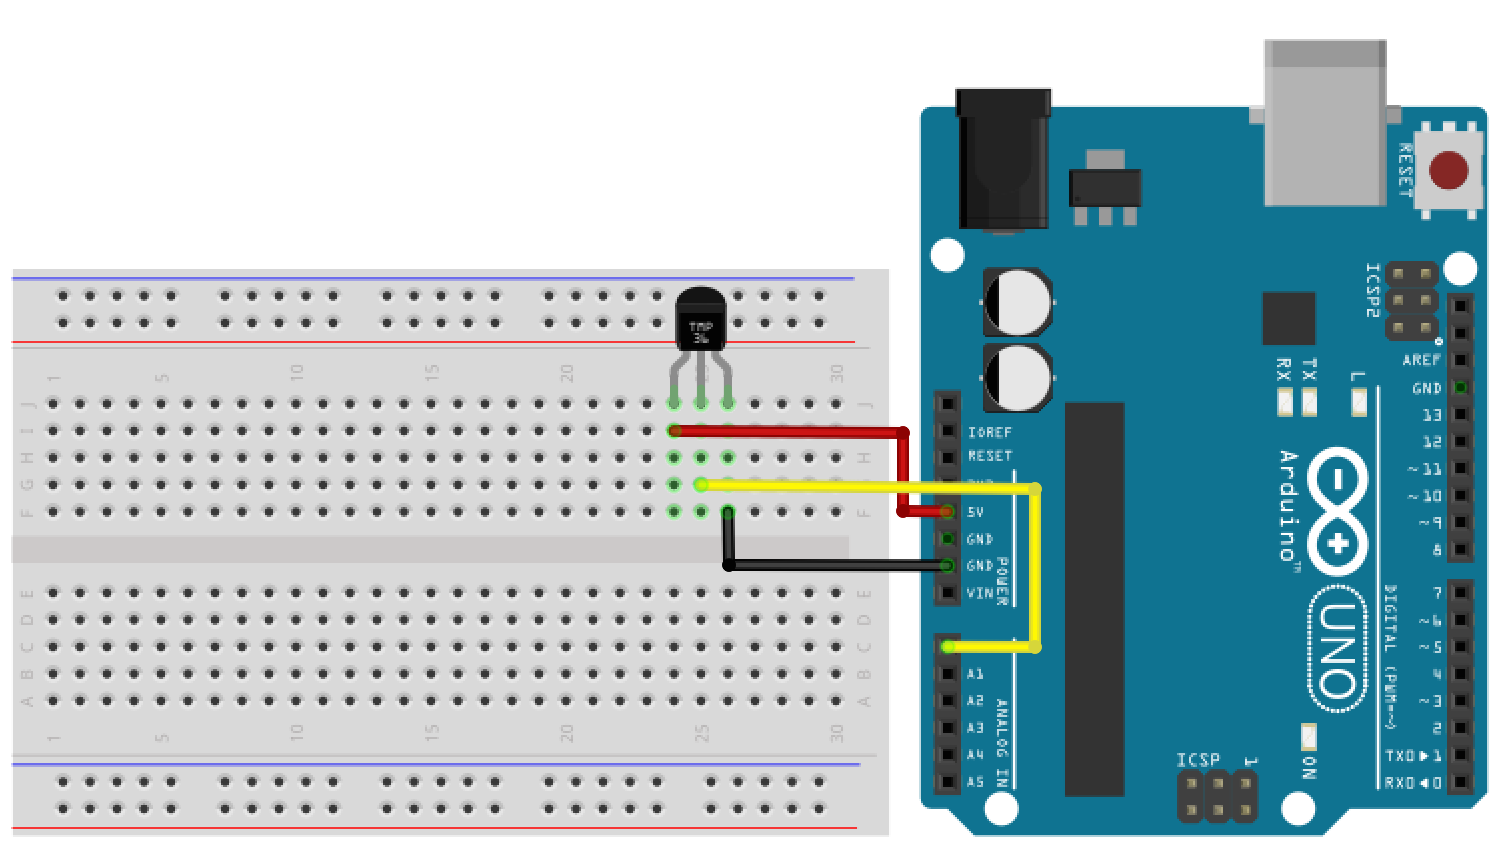 TMP
36
1
5
10
15
20
25
30
J
I
H
G
F
J
H
F
E
D
C
B
A
E
D
C
B
A
1
5
10
15
20
25
30
RESET
ICSP2
IOREF
RESET
3V3
5V
GND
GND
VIN
POWER
A1
A2
A3
A4
A5
ANALOG IN
RX
TX
L
AREF
GND
13
12
~11
~10
~9
8
7
~6
~5
4
~3
2
TX0▶1
RX0◀0
DIGITAL (PWM=~)
Arduino™
UNO
ICSP
1
ON